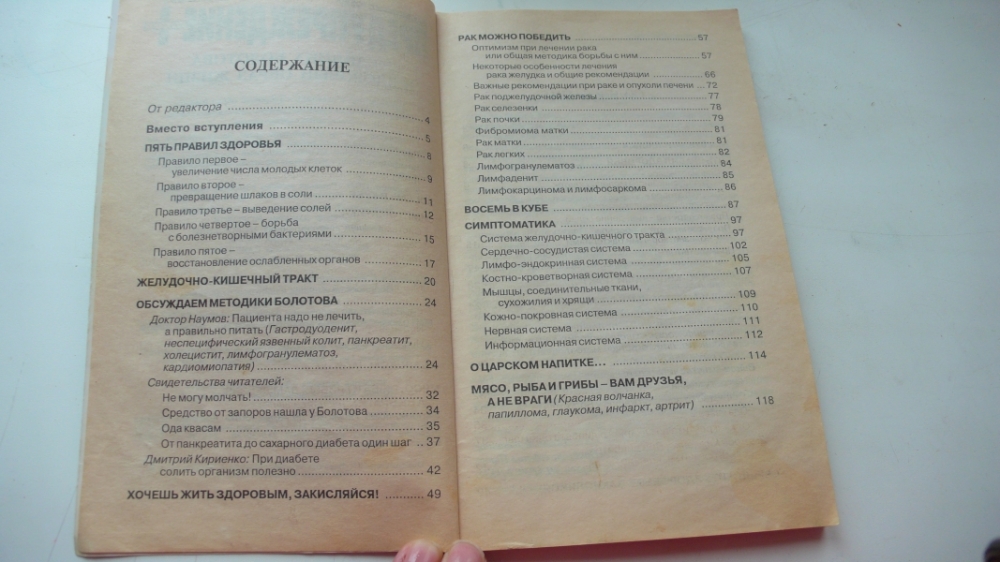 СОДЕРЖАНИЕ
От редактора 4
Вместо вступления 5
ПЯТЬ ПРАВИЛ ЗДОРОВЬЯ 8
Правило первое –
увеличение числа молодых клеток 9
Правило второе –
превращение шлаков в соли 11
Правило третье – выведение солей 12
Правило четвертое – борьба
с болезнетворными бактериями 15
Правило пятое –
восстановление ослабленных органов 17
ЖЕЛУДОЧНО-КИШЕЧНЫЙ ТРАКТ 20
ОБСУЖДАЕМ МЕТОДИКИ БОЛОТОВА 24
Доктор Наумов: Пациента надо не лечить,
а правильно питать (Гастродуоденит,
неспецифический язвенный колит, панкреатит,
холецистит, лимфогранулематоз,
кардиомиопатия) 24
Свидетельства читателей:
Не могу молчать! 32
Средство от запоров нашла у Болотова 34
Ода квасам 35
От панкреатита до сахарного диабета один шаг .. 37
Дмитрий Кириенко: При диабете
солить организм полезно 42
ХОЧЕШЬ ЖИТЬ ЗДОРОВЫМ, ЗАКИСЛЯЙСЯ! 49
РАК МОЖНО ПОБЕДИТЬ 57
Оптимизм при лечении рака
или общая методика борьбы с ним 57
Некоторые особенности лечения
рака желудка и общие рекомендации 66
Важные рекомендации при раке и опухоли печени ... 72
Рак поджелудочной железы 77
Рак селезенки 78
Рак почки 79
Фибромиома матки 81
Рак матки 81
Рак легких 82
Лимфогранулематоз 84
Лимфаденит 85
Лимфокарцинома и лимфосаркома 86
ВОСЕМЬ В КУБЕ 87
СИМПТОМАТИКА 97
Система желудочно-кишечного тракта 97
Сердечно-сосудистая система 102
Лимфо-эндокринная система 105
Костно-кроветворная система 107
Мышцы, соединительные ткани,
сухожилия и хрящи 109
Кожно-покровная система 110
Нервная система 111
Информационная система 112
О ЦАРСКОМ НАПИТКЕ... 114
МЯСО, РЫБА И ГРИБЫ – ВАМ ДРУЗЬЯ,
А НЕ ВРАГИ (Красная волчанка,
папиллома, глаукома, инфаркт, артрит) 118